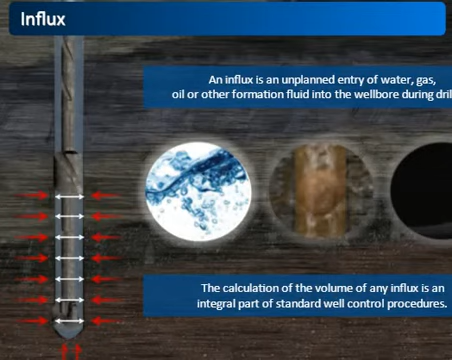 Influx
An influx is an unplanned entry of water, gas,
oil or other formation fluid into the wellbore during
The calculation of the volume of any influx is an
integral part of standard well control procedures.